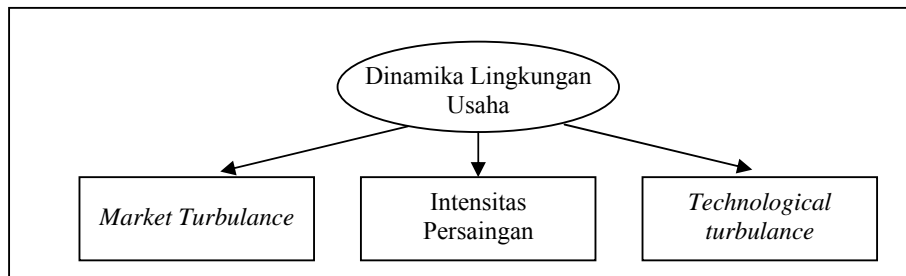 Dinamika Lingkungan
Usaha
Market Turbulance
Intensitas
Persaingan
Technological
turbulance